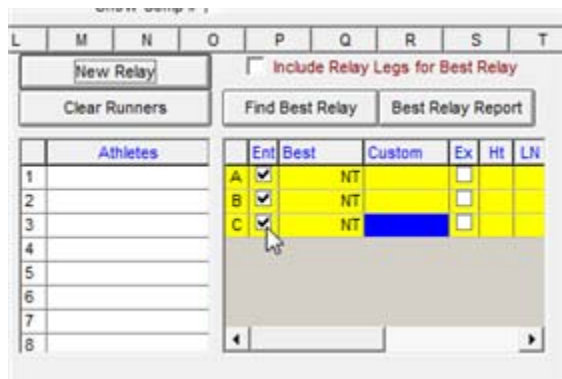 L M N O P Q R S T
New Relay Include Relay Legs for Best Relay
Clear Runners Find Best Relay Best Relay Report
Athletes Ent Best Custom Ex Ht LN
1 A NT
2 B NT
3 C NT
4
5
6
7
8